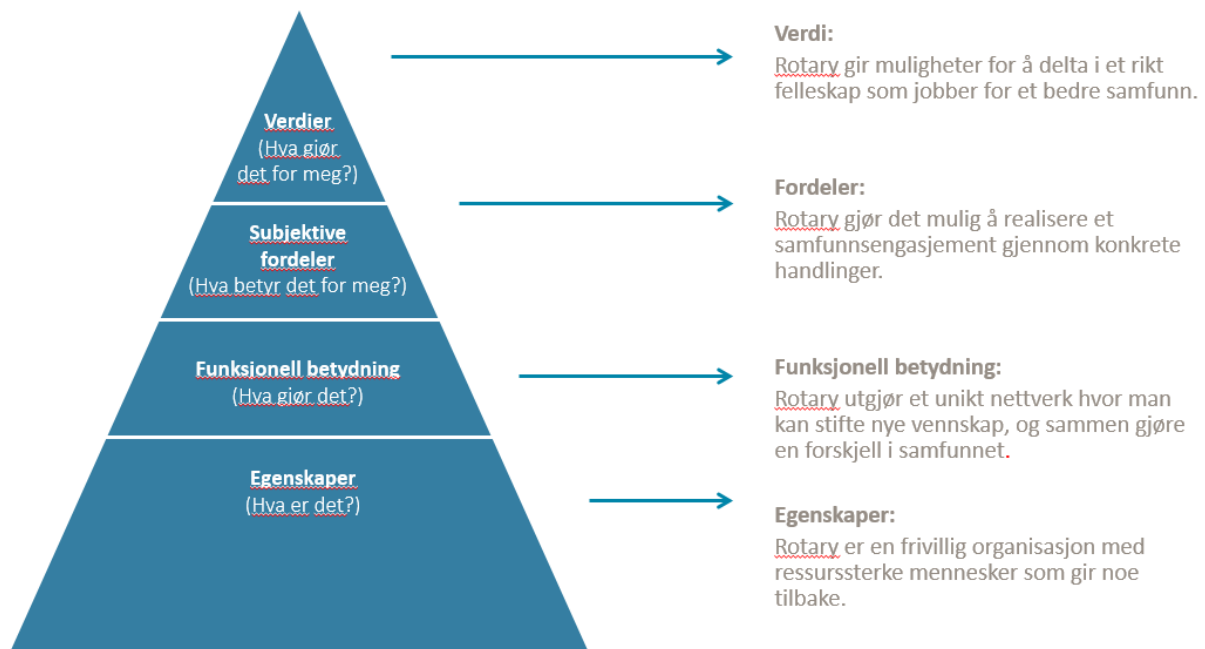 Verdier
(Hva gjør
det for meg?)
Subjektive
fordeler
(Hva betyr det for meg?)
Funksjonell betydning
(Hva gjør det?)
Egenskaper
(Hva er det?)
Verdi:
Rotary gir muligheter for å delta i et rikt
felleskap som jobber for et bedre samfunn.
Fordeler:
Rotary gjør det mulig å realisere et
samfunnsengasjement gjennom konkrete
handlinger.
Funksjonell betydning:
Rotary utgjør et unikt nettverk hvor man
kan stifte nye vennskap, og sammen gjøre
en forskjell i samfunnet.
Egenskaper:
Rotary er en frivillig organisasjon med
ressurssterke mennesker som gir noe
tilbake.